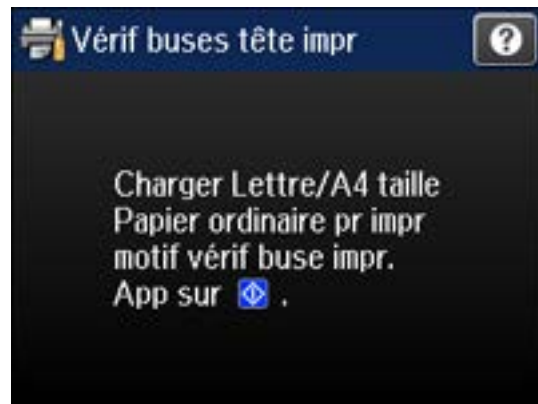 Vérif buses tête impr
?
Charger Lettre/A4 taille
Papier ordinaire pr impr
motif vérif buse impr.
App sur .